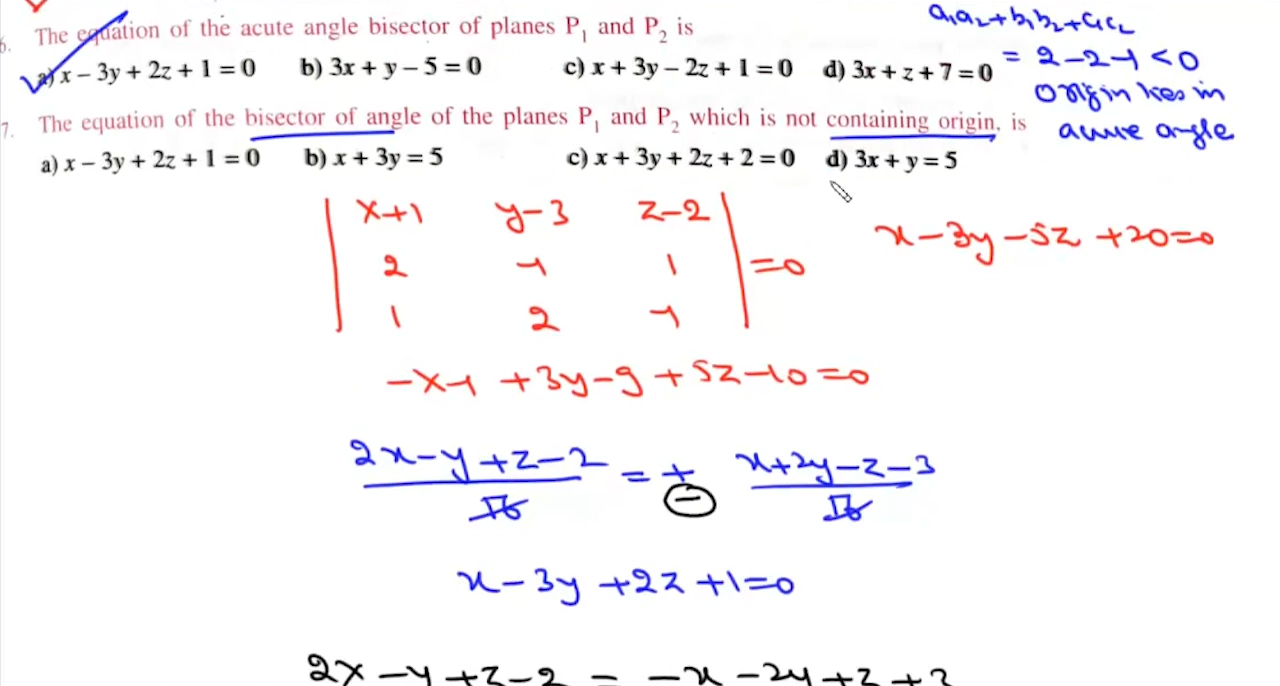 6. The equation of the acute angle bisector of planes P₁ and P₂ is
a) x – 3y + 2z + 1 = 0 b) 3x + y – 5 = 0 c) x + 3y – 2z + 1 = 0 d) 3x + z + 7 = 0
a₁a₂+b₁b₂+c₁c₂
= 2-2-1 <0
origin lies in
acute angle
7. The equation of the bisector of angle of the planes P₁ and P₂ which is not containing origin, is
a) x – 3y + 2z + 1 = 0 b) x + 3y = 5 c) x + 3y + 2z + 2 = 0 d) 3x + y = 5
| x+1 y-3 z-2 |
| 2 -1 1 | =0
| 1 2 -1 |
x-3y-5z+20=0
-x-1 +3y-9 +5z-10=0
2x-y+z-2 / √6 = ± x+2y-z-3 / √6
x-3y+2z+1=0
2x-y+z-2 = -x-2y+z+3